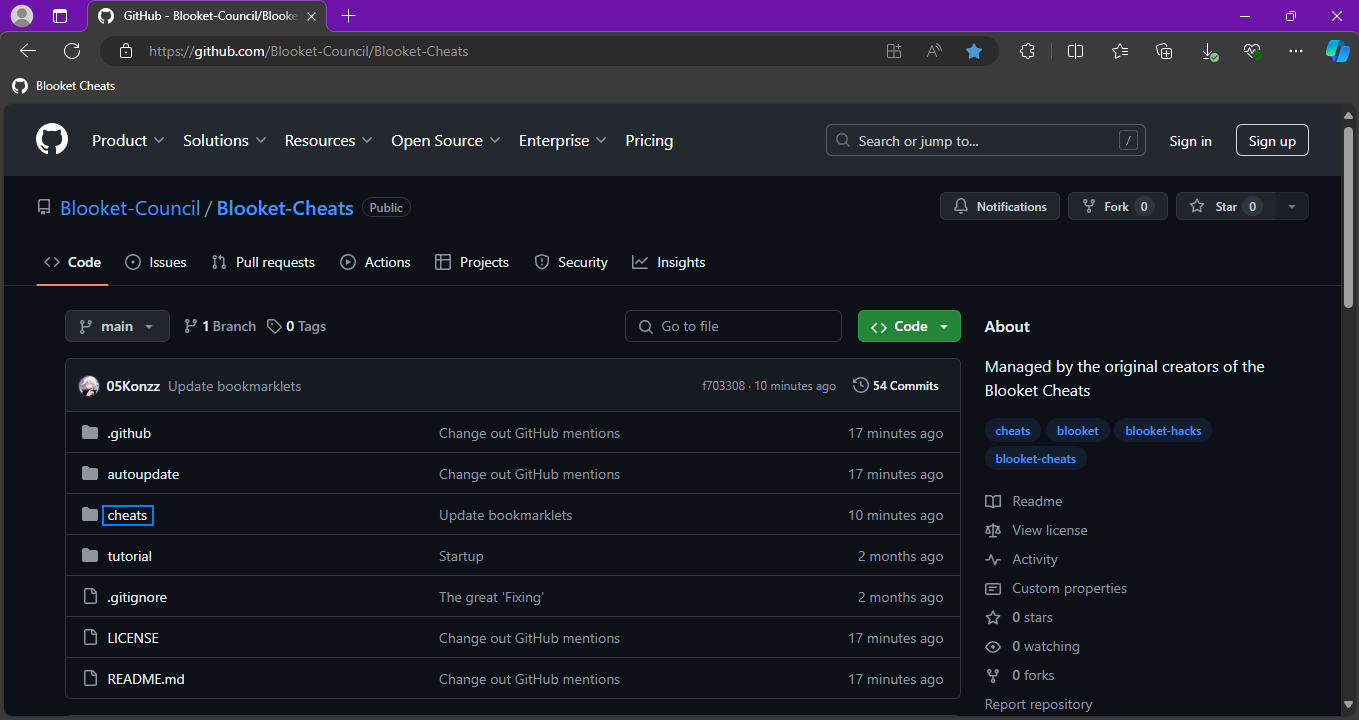 GitHub - Blooket-Council/Blooke
https://github.com/Blooket-Council/Blooket-Cheats
Blooket Cheats
Product Solutions Resources Open Source Enterprise Pricing Search or jump to... / Sign in Sign up
Blooket-Council / Blooket-Cheats Public Notifications Fork 0 Star 0
Code Issues Pull requests Actions Projects Security Insights
main 1 Branch 0 Tags Go to file Code
05Konzz Update bookmarklets f703308 · 10 minutes ago 54 Commits
.github Change out GitHub mentions 17 minutes ago
autoupdate Change out GitHub mentions 17 minutes ago
cheats Update bookmarklets 10 minutes ago
tutorial Startup 2 months ago
.gitignore The great 'Fixing' 2 months ago
LICENSE Change out GitHub mentions 17 minutes ago
README.md Change out GitHub mentions 17 minutes ago
About
Managed by the original creators of the
Blooket Cheats
cheats blooket blooket-hacks
blooket-cheats
Readme
View license
Activity
Custom properties
0 stars
0 watching
0 forks
Report repository